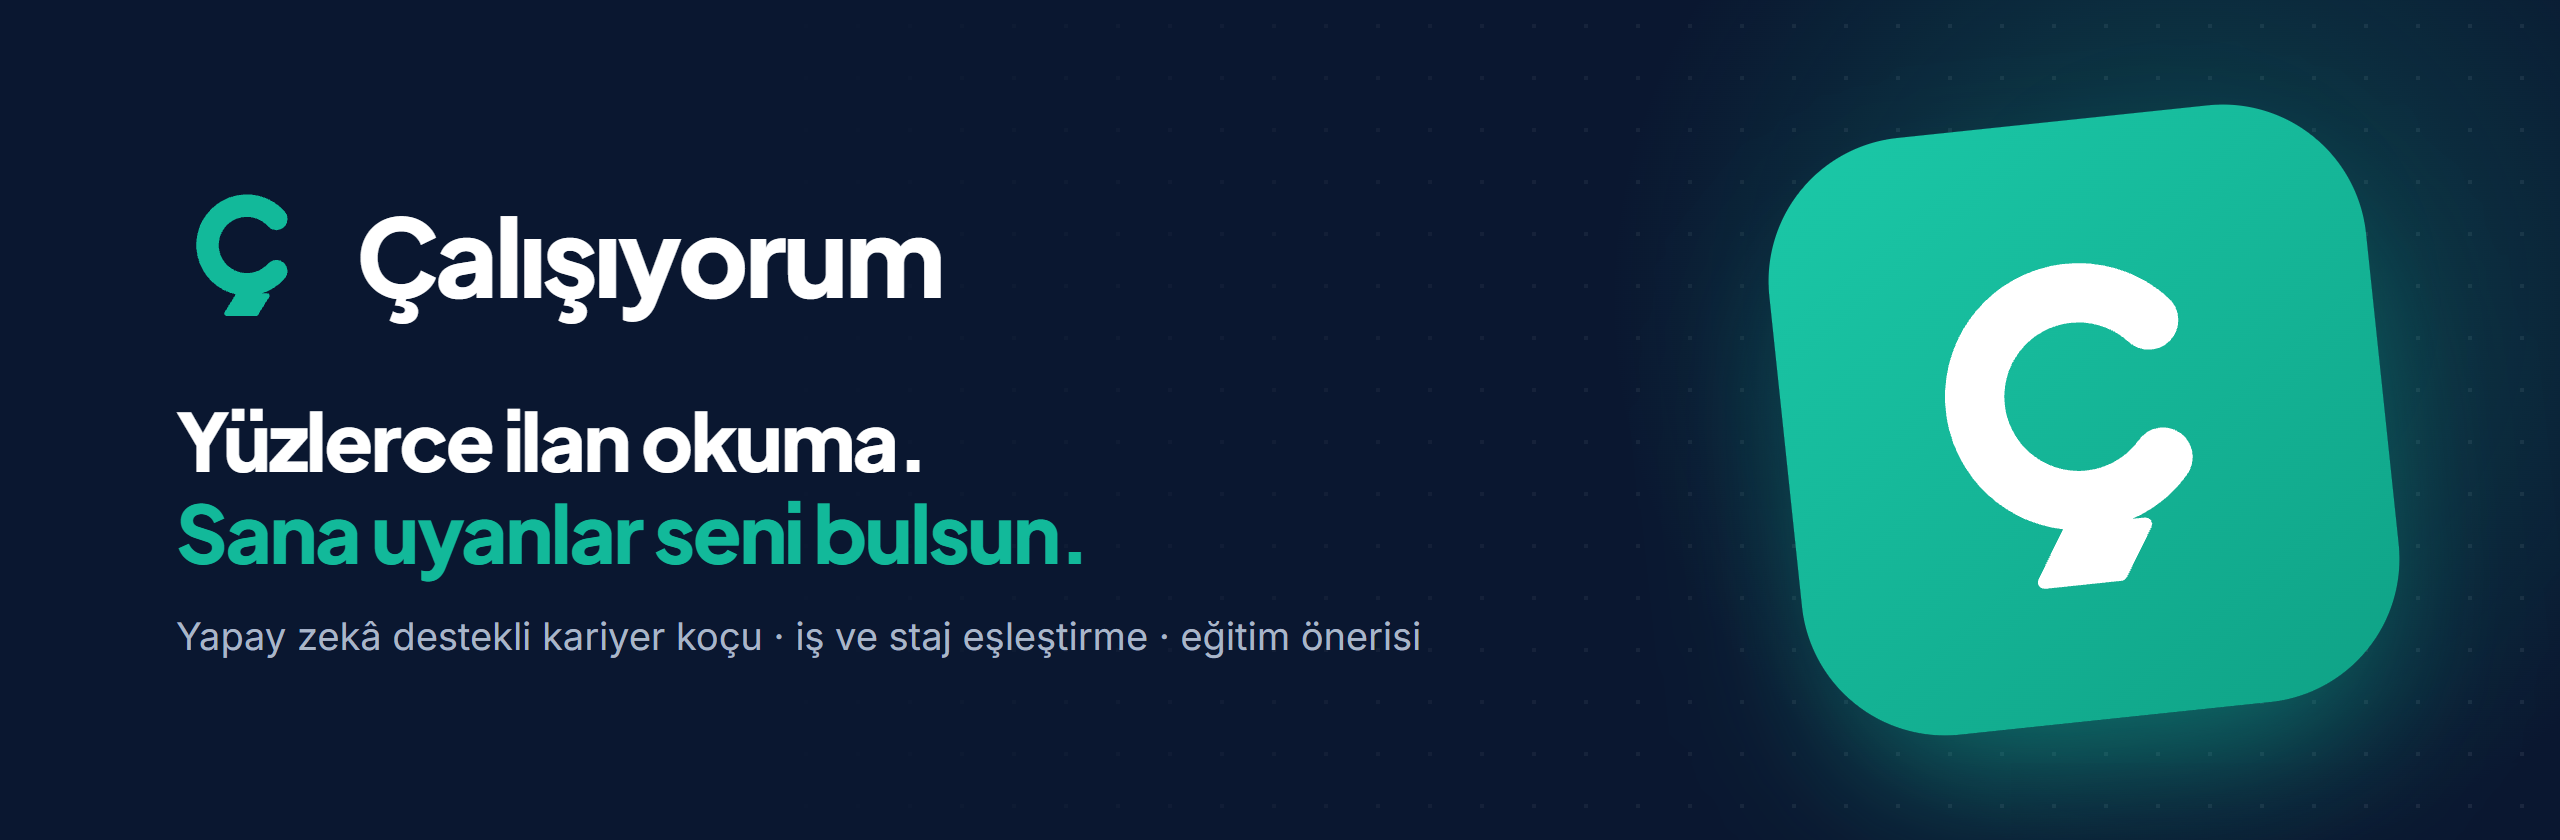 Ç Çalışıyorum
Yüzlerce ilan okuma.
Sana uyanlar seni bulsun.
Yapay zekâ destekli kariyer koçu · iş ve staj eşleştirme · eğitim önerisi
Ç